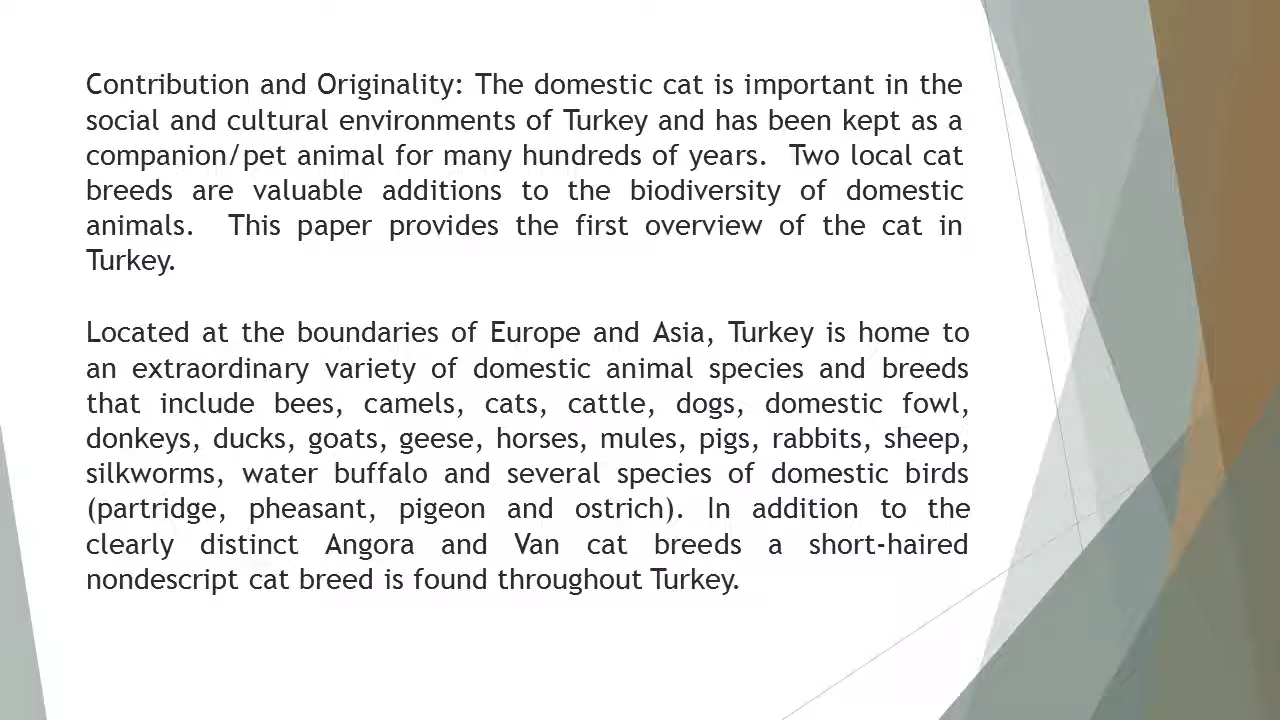 Contribution and Originality: The domestic cat is important in the
social and cultural environments of Turkey and has been kept as a
companion/pet animal for many hundreds of years.  Two local cat
breeds are valuable additions to the biodiversity of domestic
animals.  This paper provides the first overview of the cat in
Turkey.
Located at the boundaries of Europe and Asia, Turkey is home to
an extraordinary variety of domestic animal species and breeds
that include bees, camels, cats, cattle, dogs, domestic fowl,
donkeys, ducks, goats, geese, horses, mules, pigs, rabbits, sheep,
silkworms, water buffalo and several species of domestic birds
(partridge, pheasant, pigeon and ostrich). In addition to the
clearly distinct Angora and Van cat breeds a short-haired
nondescript cat breed is found throughout Turkey.